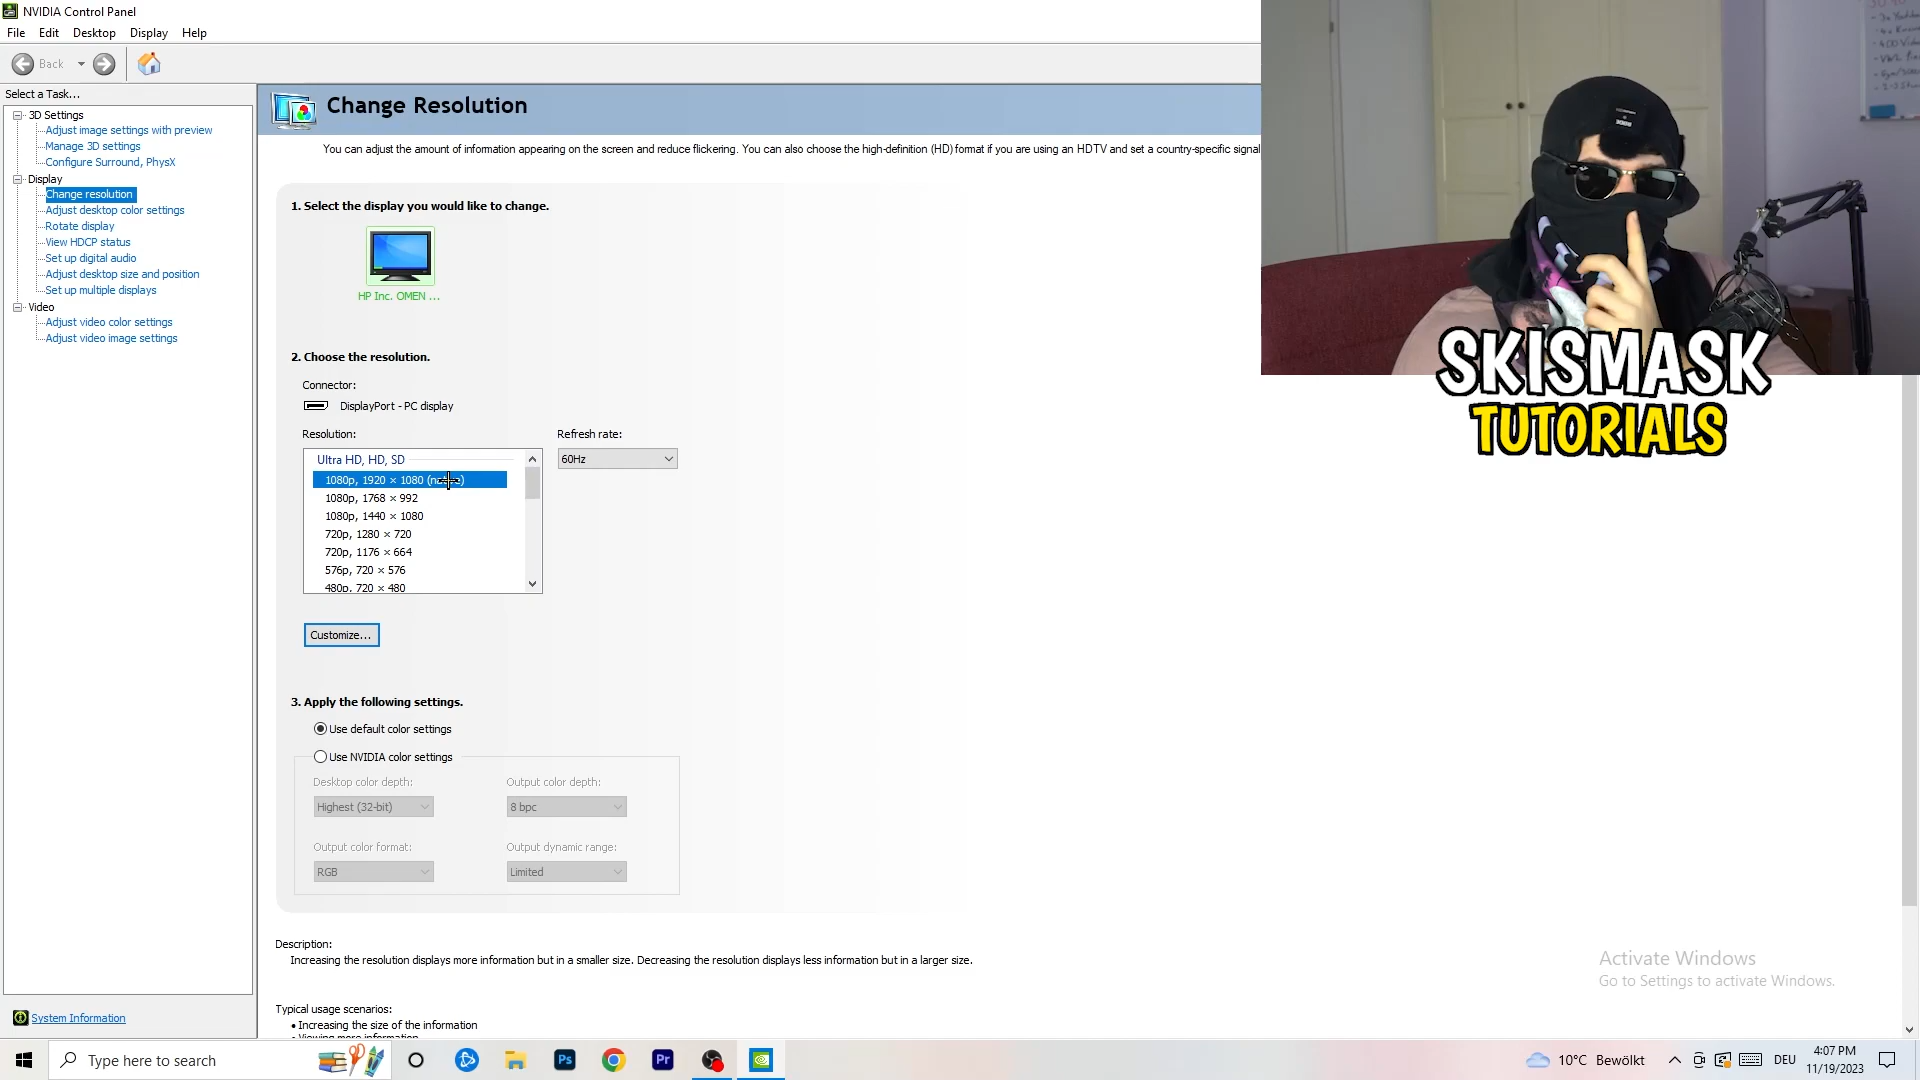 NVIDIA Control Panel
File Edit Desktop Display Help
Back
Select a Task...
3D Settings
Adjust image settings with preview
Manage 3D settings
Configure Surround, PhysX
Display
Change resolution
Adjust desktop color settings
Rotate display
View HDCP status
Set up digital audio
Adjust desktop size and position
Set up multiple displays
Video
Adjust video color settings
Adjust video image settings
System Information
Change Resolution
You can adjust the amount of information appearing on the screen and reduce flickering. You can also choose the high-definition (HD) format if you are using an HDTV and set a country-specific signal
1. Select the display you would like to change.
HP Inc. OMEN ...
2. Choose the resolution.
Connector:
DisplayPort - PC display
Resolution:
Refresh rate:
Ultra HD, HD, SD
60Hz
1080p, 1920 × 1080
1080p, 1768 × 992
1080p, 1440 × 1080
720p, 1280 × 720
720p, 1176 × 664
576p, 720 × 576
480p, 720 × 480
Customize...
3. Apply the following settings.
Use default color settings
Use NVIDIA color settings
Desktop color depth:
Output color depth:
Highest (32-bit)
8 bpc
Output color format:
Output dynamic range:
RGB
Limited
Description:
Increasing the resolution displays more information but in a smaller size. Decreasing the resolution displays less information but in a larger size.
Typical usage scenarios:
• Increasing the size of the information
SKISMASK
TUTORIALS
Activate Windows
Go to Settings to activate Windows.
Type here to search
Ps
Pr
10°C Bewölkt
DEU
4:07 PM
11/19/2023